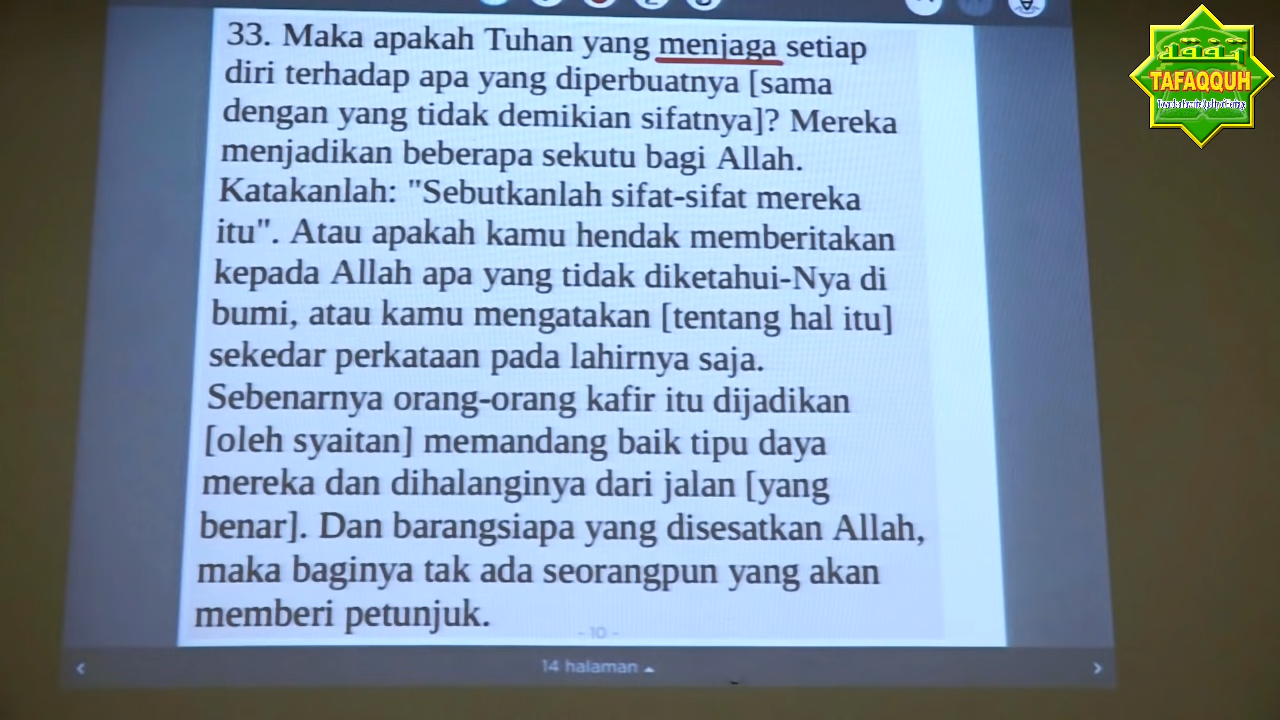 33. Maka apakah Tuhan yang menjaga setiap
diri terhadap apa yang diperbuatnya [sama
dengan yang tidak demikian sifatnya]? Mereka
menjadikan beberapa sekutu bagi Allah.
Katakanlah: "Sebutkanlah sifat-sifat mereka
itu". Atau apakah kamu hendak memberitakan
kepada Allah apa yang tidak diketahui-Nya di
bumi, atau kamu mengatakan [tentang hal itu]
sekedar perkataan pada lahirnya saja.
Sebenarnya orang-orang kafir itu dijadikan
[oleh syaitan] memandang baik tipu daya
mereka dan dihalanginya dari jalan [yang
benar]. Dan barangsiapa yang disesatkan Allah,
maka baginya tak ada seorangpun yang akan
memberi petunjuk.
- 10 -
14 halaman
TAFAQQUH